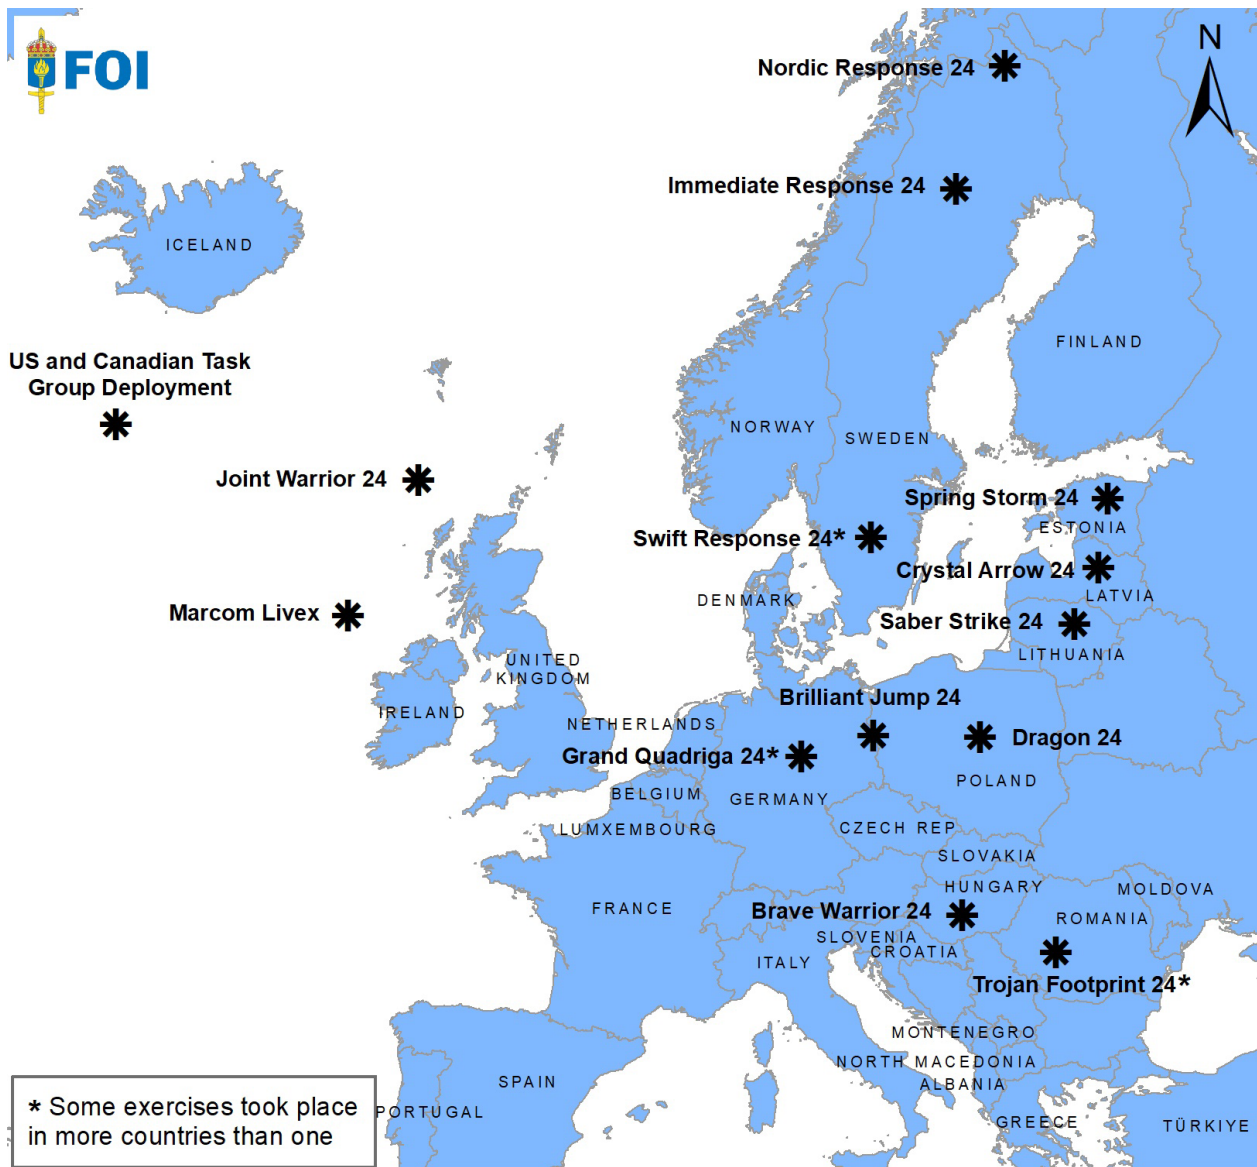 FOI
N
Nordic Response 24 *
Immediate Response 24 *
ICELAND
FINLAND
US and Canadian Task
Group Deployment
*
NORWAY
SWEDEN
Joint Warrior 24 *
Spring Storm 24 *
ESTONIA
Swift Response 24* *
Crystal Arrow 24 *
LATVIA
DENMARK
Marcom Livex *
Saber Strike 24 *
LITHUANIA
UNITED
KINGDOM
IRELAND
Brilliant Jump 24
*
NETHERLANDS
Dragon 24
*
Grand Quadriga 24* *
POLAND
BELGIUM
GERMANY
LUMXEMBOURG
CZECH REP
SLOVAKIA
HUNGARY
MOLDOVA
FRANCE
Brave Warrior 24 *
ROMANIA
SLOVENIA
CROATIA
ITALY
*
Trojan Footprint 24*
MONTENEGRO
NORTH MACEDONIA
ALBANIA
SPAIN
PORTUGAL
GREECE
TÜRKIYE
* Some exercises took place
in more countries than one